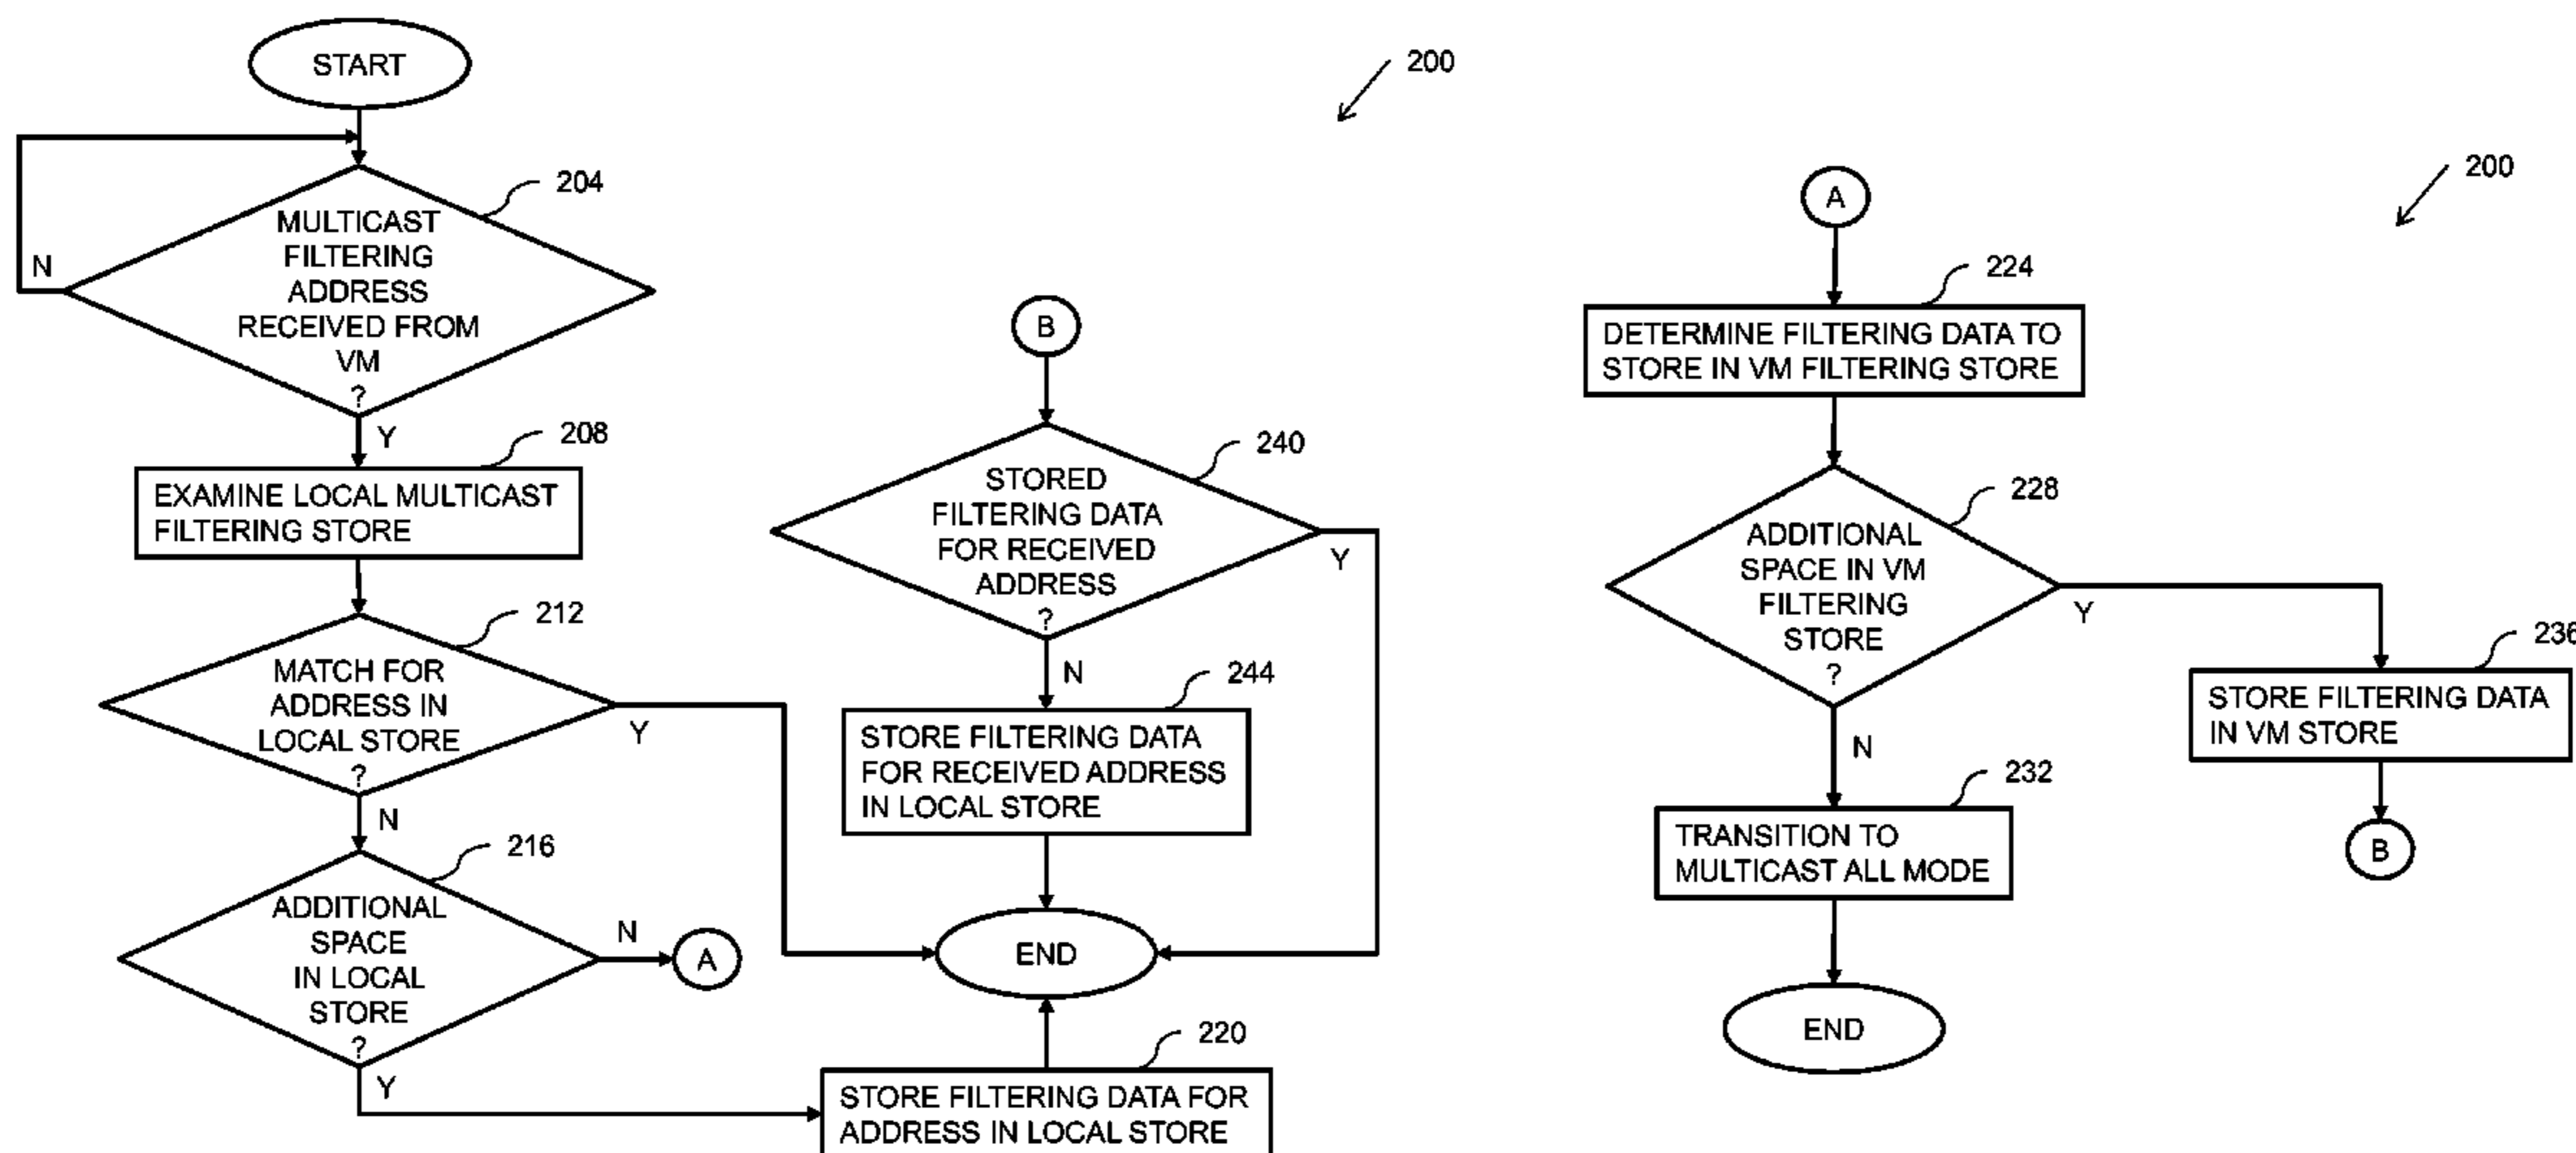 START
200
204
MULTICAST
FILTERING
ADDRESS
RECEIVED FROM
VM
?
N
Y
208
EXAMINE LOCAL MULTICAST
FILTERING STORE
212
MATCH FOR
ADDRESS IN
LOCAL STORE
?
Y
N
216
ADDITIONAL
SPACE
IN LOCAL
STORE
?
N
A
Y
220
STORE FILTERING DATA FOR
ADDRESS IN LOCAL STORE
B
240
STORED
FILTERING DATA
FOR RECEIVED
ADDRESS
?
Y
N
244
STORE FILTERING DATA
FOR RECEIVED ADDRESS
IN LOCAL STORE
END
200
A
224
DETERMINE FILTERING DATA TO
STORE IN VM FILTERING STORE
228
ADDITIONAL
SPACE IN VM
FILTERING
STORE
?
Y
N
232
TRANSITION TO
MULTICAST ALL MODE
END
236
STORE FILTERING DATA
IN VM STORE
B